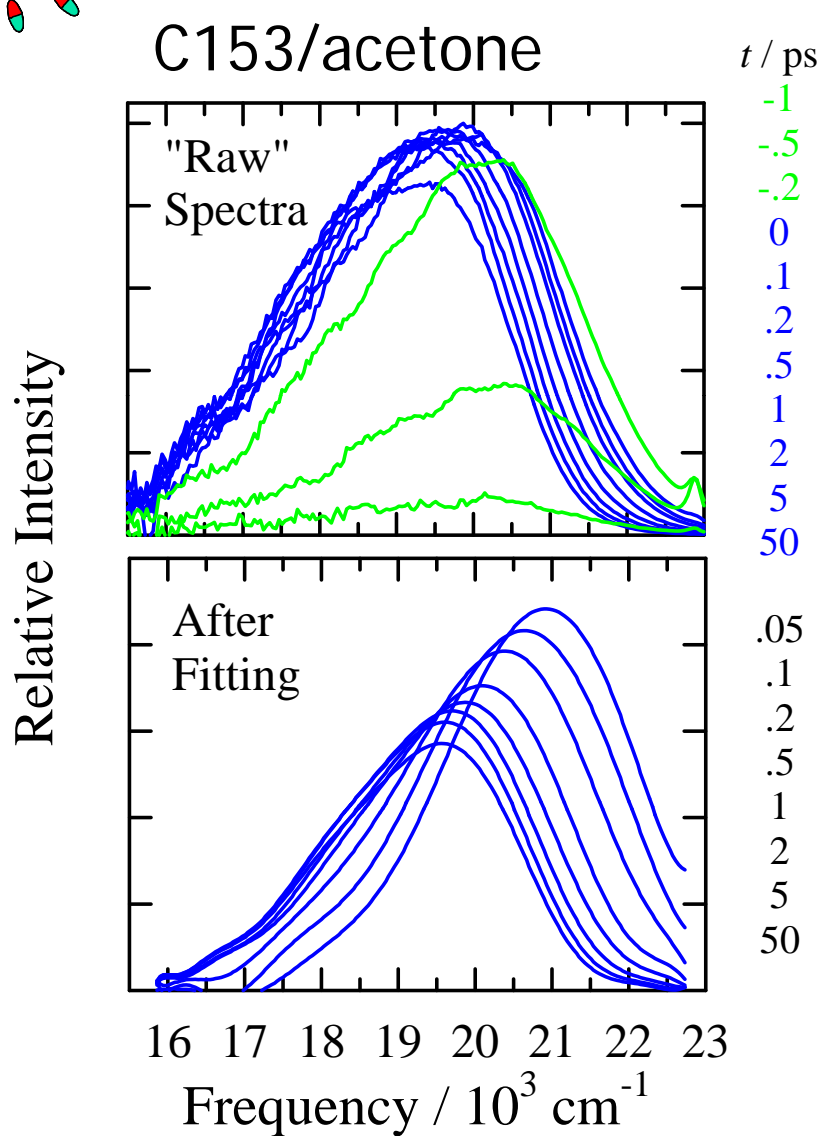 C153/acetone
t / ps
-1
-.5
-.2
0
.1
.2
.5
1
2
5
50
"Raw"
Spectra
Relative Intensity
After
Fitting
.05
.1
.2
.5
1
2
5
50
16 17 18 19 20 21 22 23
Frequency / 10³ cm⁻¹